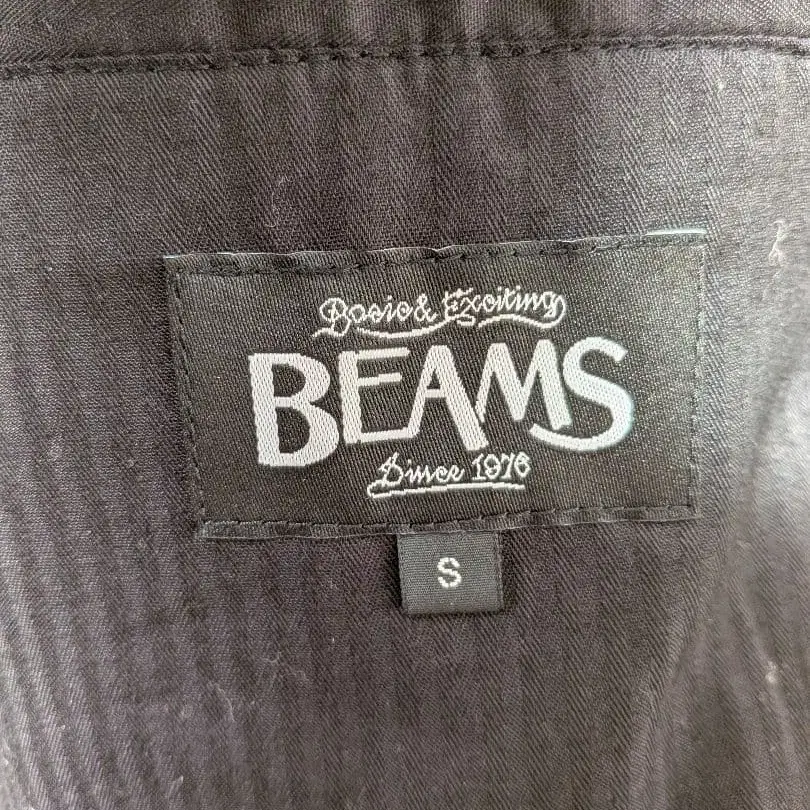 Basic & Exciting
BEAMS
Since 1976
S